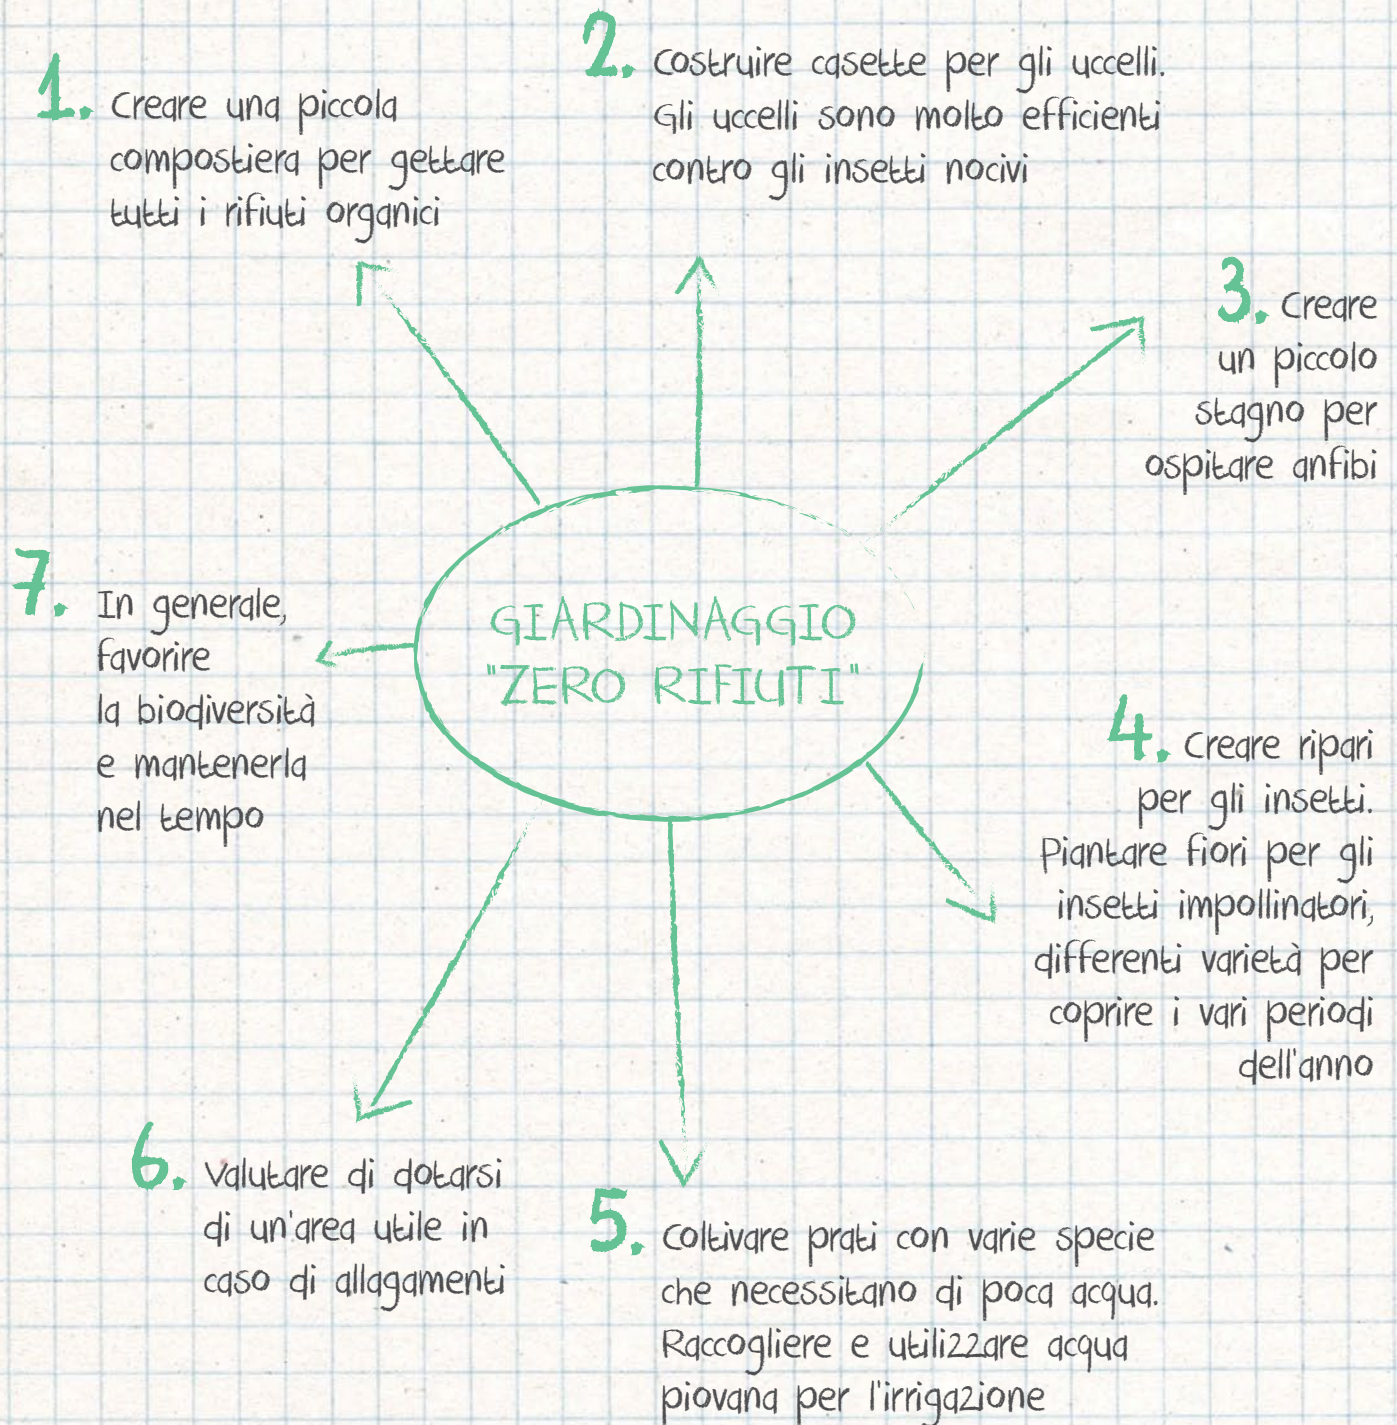 1. Creare una piccola
compostiera per gettare
tutti i rifiuti organici
2. Costruire casette per gli uccelli.
Gli uccelli sono molto efficienti
contro gli insetti nocivi
3. Creare
un piccolo
stagno per
ospitare anfibi
GIARDINAGGIO
"ZERO RIFIUTI"
4. Creare ripari
per gli insetti.
Piantare fiori per gli
insetti impollinatori,
differenti varietà per
coprire i vari periodi
dell'anno
5. Coltivare prati con varie specie
che necessitano di poca acqua.
Raccogliere e utilizzare acqua
piovana per l'irrigazione
6. Valutare di dotarsi
di un'area utile in
caso di allagamenti
7. In generale,
favorire
la biodiversità
e mantenerla
nel tempo